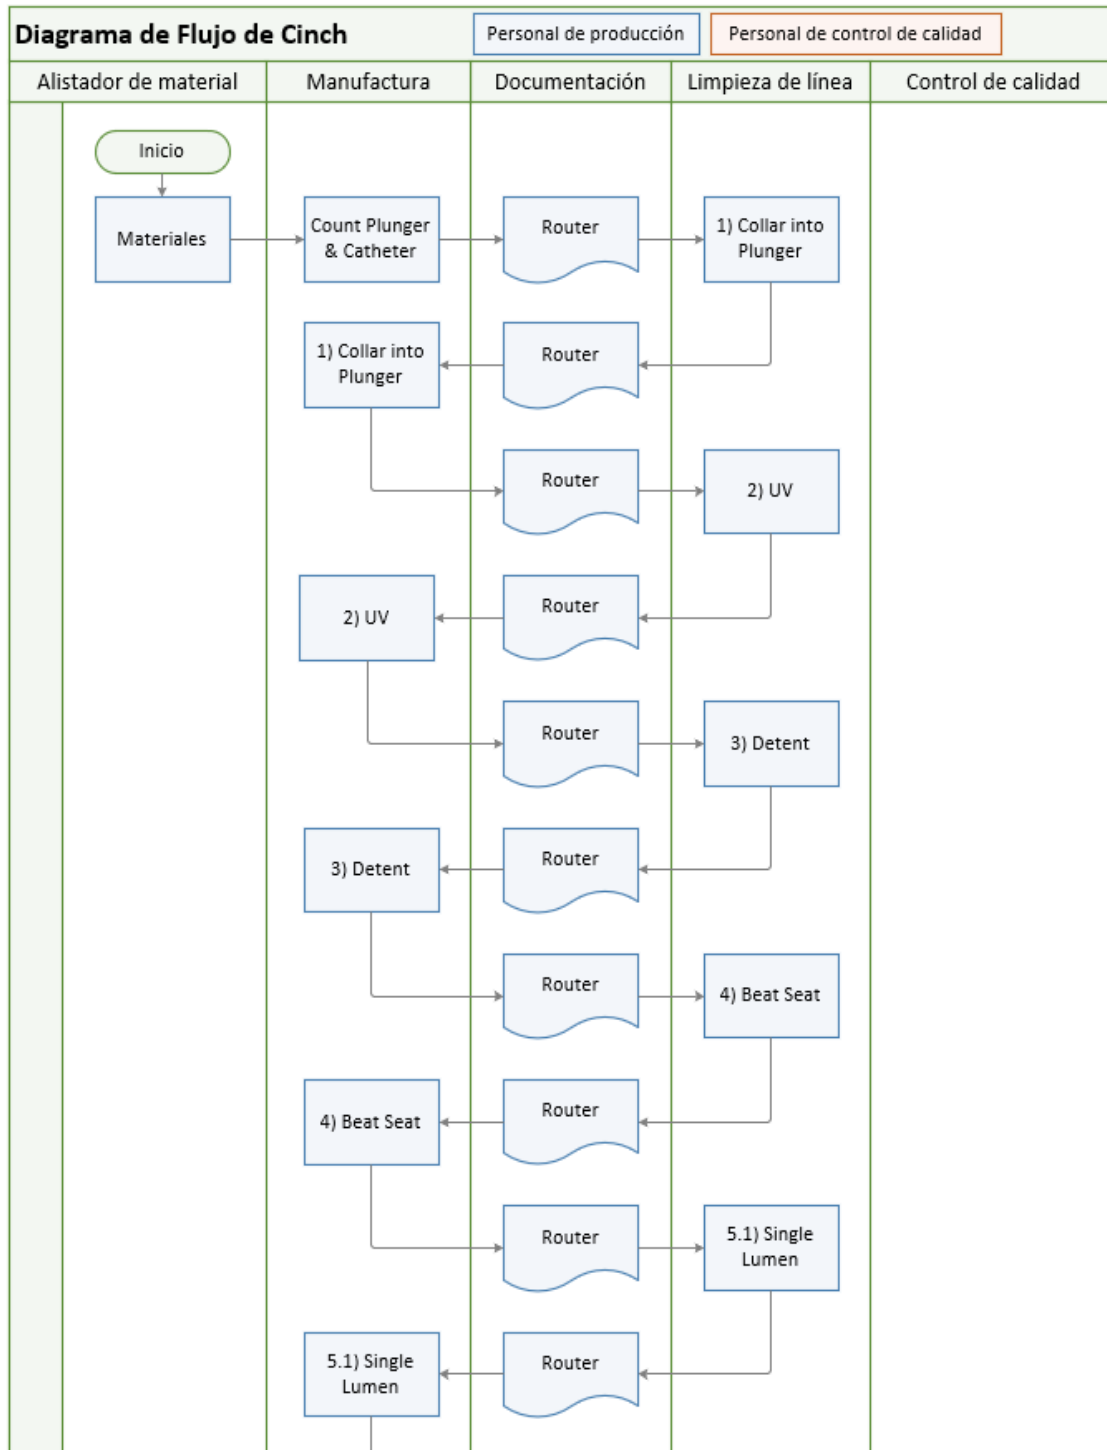 Diagrama de Flujo de Cinch
Personal de producción
Personal de control de calidad
Alistador de material
Manufactura
Documentación
Limpieza de línea
Control de calidad
Inicio
Materiales
Count Plunger
& Catheter
Router
1) Collar into
Plunger
1) Collar into
Plunger
Router
Router
2) UV
2) UV
Router
Router
3) Detent
3) Detent
Router
Router
4) Beat Seat
4) Beat Seat
Router
Router
5.1) Single
Lumen
5.1) Single
Lumen
Router